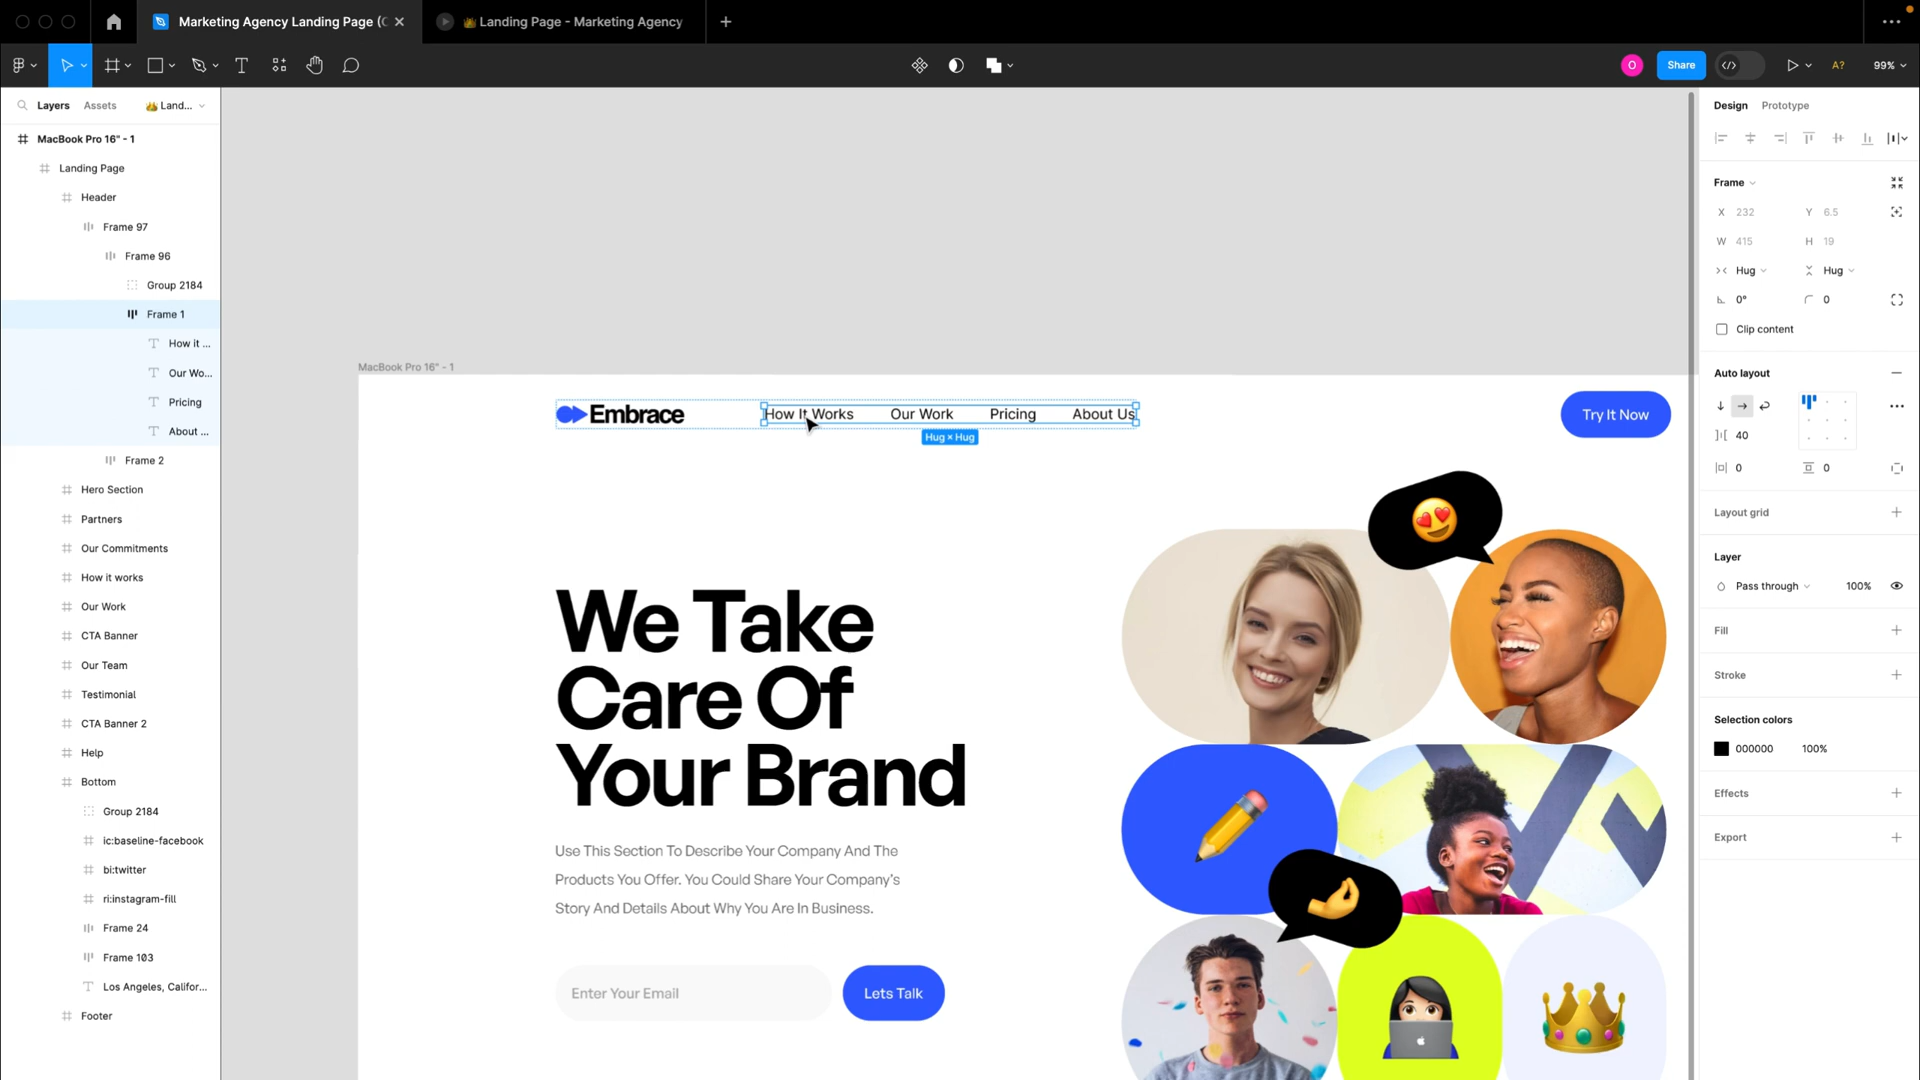 Marketing Agency Landing Page (C
Landing Page - Marketing Agency
O
Share
A?
99%
Layers
Assets
Land...
MacBook Pro 16" - 1
Landing Page
Header
Frame 97
Frame 96
Group 2184
Frame 1
How it ...
Our Wo...
Pricing
About ...
Frame 2
Hero Section
Partners
Our Commitments
How it works
Our Work
CTA Banner
Our Team
Testimonial
CTA Banner 2
Help
Bottom
Group 2184
ic:baseline-facebook
bi:twitter
ri:instagram-fill
Frame 24
Frame 103
Los Angeles, Califor...
Footer
MacBook Pro 16" - 1
Embrace
How It Works
Our Work
Pricing
About Us
Hug × Hug
Try It Now
We Take
Care Of
Your Brand
Use This Section To Describe Your Company And The
Products You Offer. You Could Share Your Company's
Story And Details About Why You Are In Business.
Enter Your Email
Lets Talk
Design
Prototype
Frame
X 232
Y 6.5
W 415
H 19
Hug
Hug
0°
0
Clip content
Auto layout
40
0
0
Layout grid
Layer
Pass through
100%
Fill
Stroke
Selection colors
000000
100%
Effects
Export